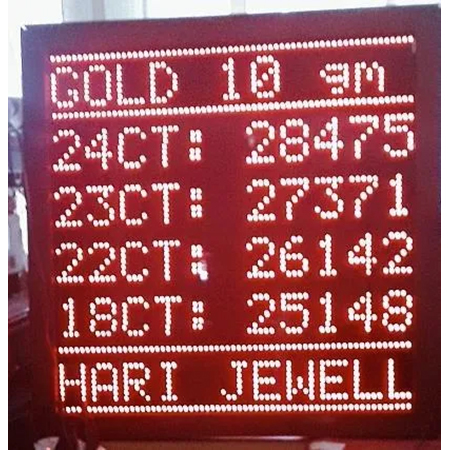 GOLD 10 gm
24CT: 28475
23CT: 27371
22CT: 26142
18CT: 25148
HARI JEWELL